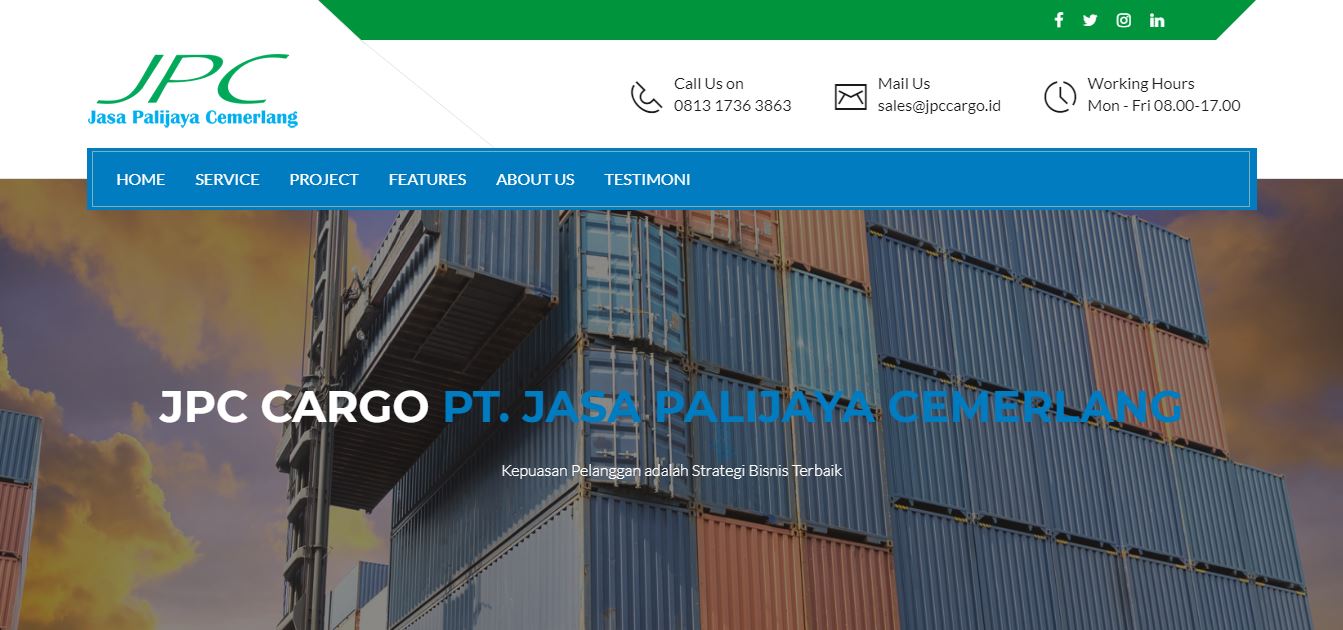 JPC
Jasa Palijaya Cemerlang
Call Us on
0813 1736 3863
Mail Us
sales@jpccargo.id
Working Hours
Mon - Fri 08.00-17.00
HOME SERVICE PROJECT FEATURES ABOUT US TESTIMONI
JPC CARGO PT. JASA PALIJAYA CEMERLANG
Kepuasan Pelanggan adalah Strategi Bisnis Terbaik